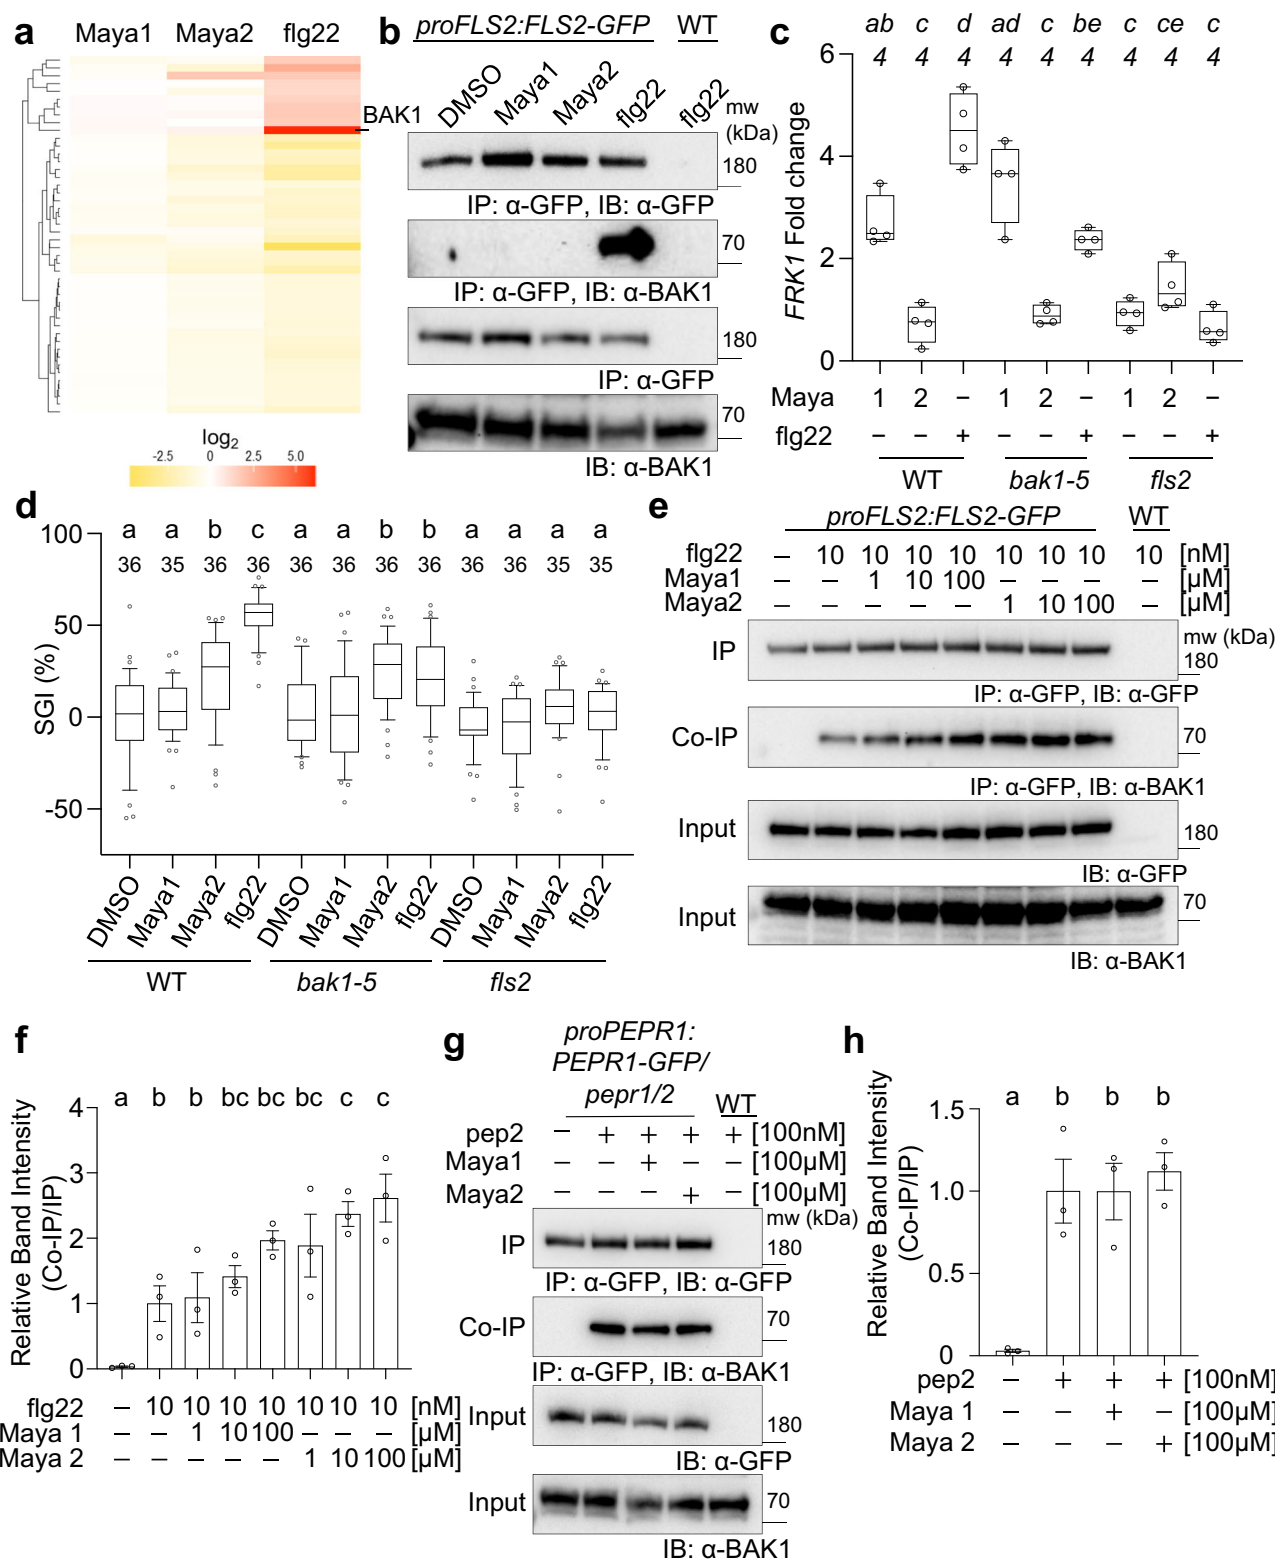 a
Maya1 Maya2 flg22
BAK1
log2
-2.5 0 2.5 5.0
b
proFLS2:FLS2-GFP WT
DMSO Maya1 Maya2 flg22 flg22
mw
(kDa)
180
IP: α-GFP, IB: α-GFP
70
IP: α-GFP, IB: α-BAK1
180
IP: α-GFP
70
IB: α-BAK1
c
ab c d ad c be c ce c
4 4 4 4 4 4 4 4 4
FRK1 Fold change
6
4
2
0
Maya 1 2 – 1 2 – 1 2 –
flg22 – – + – – + – – +
WT bak1-5 fls2
d
SGI (%)
100
50
0
-50
a a b c a a b b a a a a
36 35 36 36 36 36 36 36 36 36 35 35
DMSO Maya1 Maya2 flg22 DMSO Maya1 Maya2 flg22 DMSO Maya1 Maya2 flg22
WT bak1-5 fls2
e
proFLS2:FLS2-GFP WT
flg22 – 10 10 10 10 10 10 10 10 [nM]
Maya1 – – 1 10 100 – – – – [µM]
Maya2 – – – – – 1 10 100 – [µM]
mw (kDa)
IP 180
IP: α-GFP, IB: α-GFP
Co-IP 70
IP: α-GFP, IB: α-BAK1
Input 180
IB: α-GFP
Input 70
IB: α-BAK1
f
Relative Band Intensity
(Co-IP/IP)
4
3
2
1
0
a b b bc bc bc c c
flg22 – 10 10 10 10 10 10 10 [nM]
Maya 1 – – 1 10 100 – – – [µM]
Maya 2 – – – – – 1 10 100 [µM]
g
proPEPR1:
PEPR1-GFP/
pepr1/2 WT
pep2 – + + + + [100nM]
Maya1 – – + – – [100µM]
Maya2 – – – + – [100µM]
mw (kDa)
IP 180
IP: α-GFP, IB: α-GFP
Co-IP 70
IP: α-GFP, IB: α-BAK1
Input 180
IB: α-GFP
Input 70
IB: α-BAK1
h
Relative Band Intensity
(Co-IP/IP)
1.5
1.0
0.5
0
a b b b
pep2 – + + + [100nM]
Maya 1 – – + – [100µM]
Maya 2 – – – + [100µM]